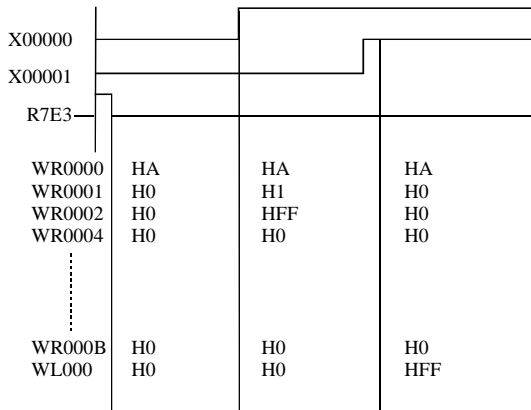 X00000
X00001
R7E3
WR0000 HA HA HA
WR0001 H0 H1 H0
WR0002 H0 HFF H0
WR0004 H0 H0 H0
WR000B H0 H0 H0
WL000 H0 H0 HFF